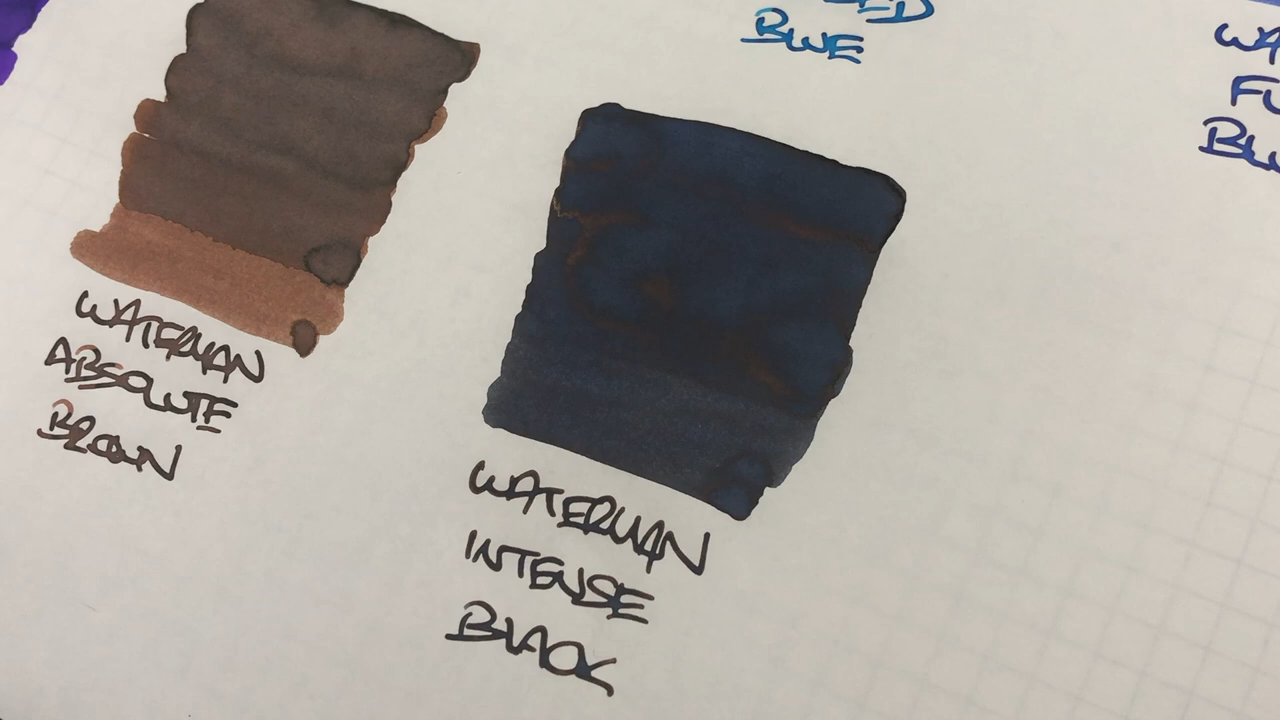 BLUE
WATERMAN
ABSOLUTE
BROWN
WATERMAN
INTENSE
BLACK